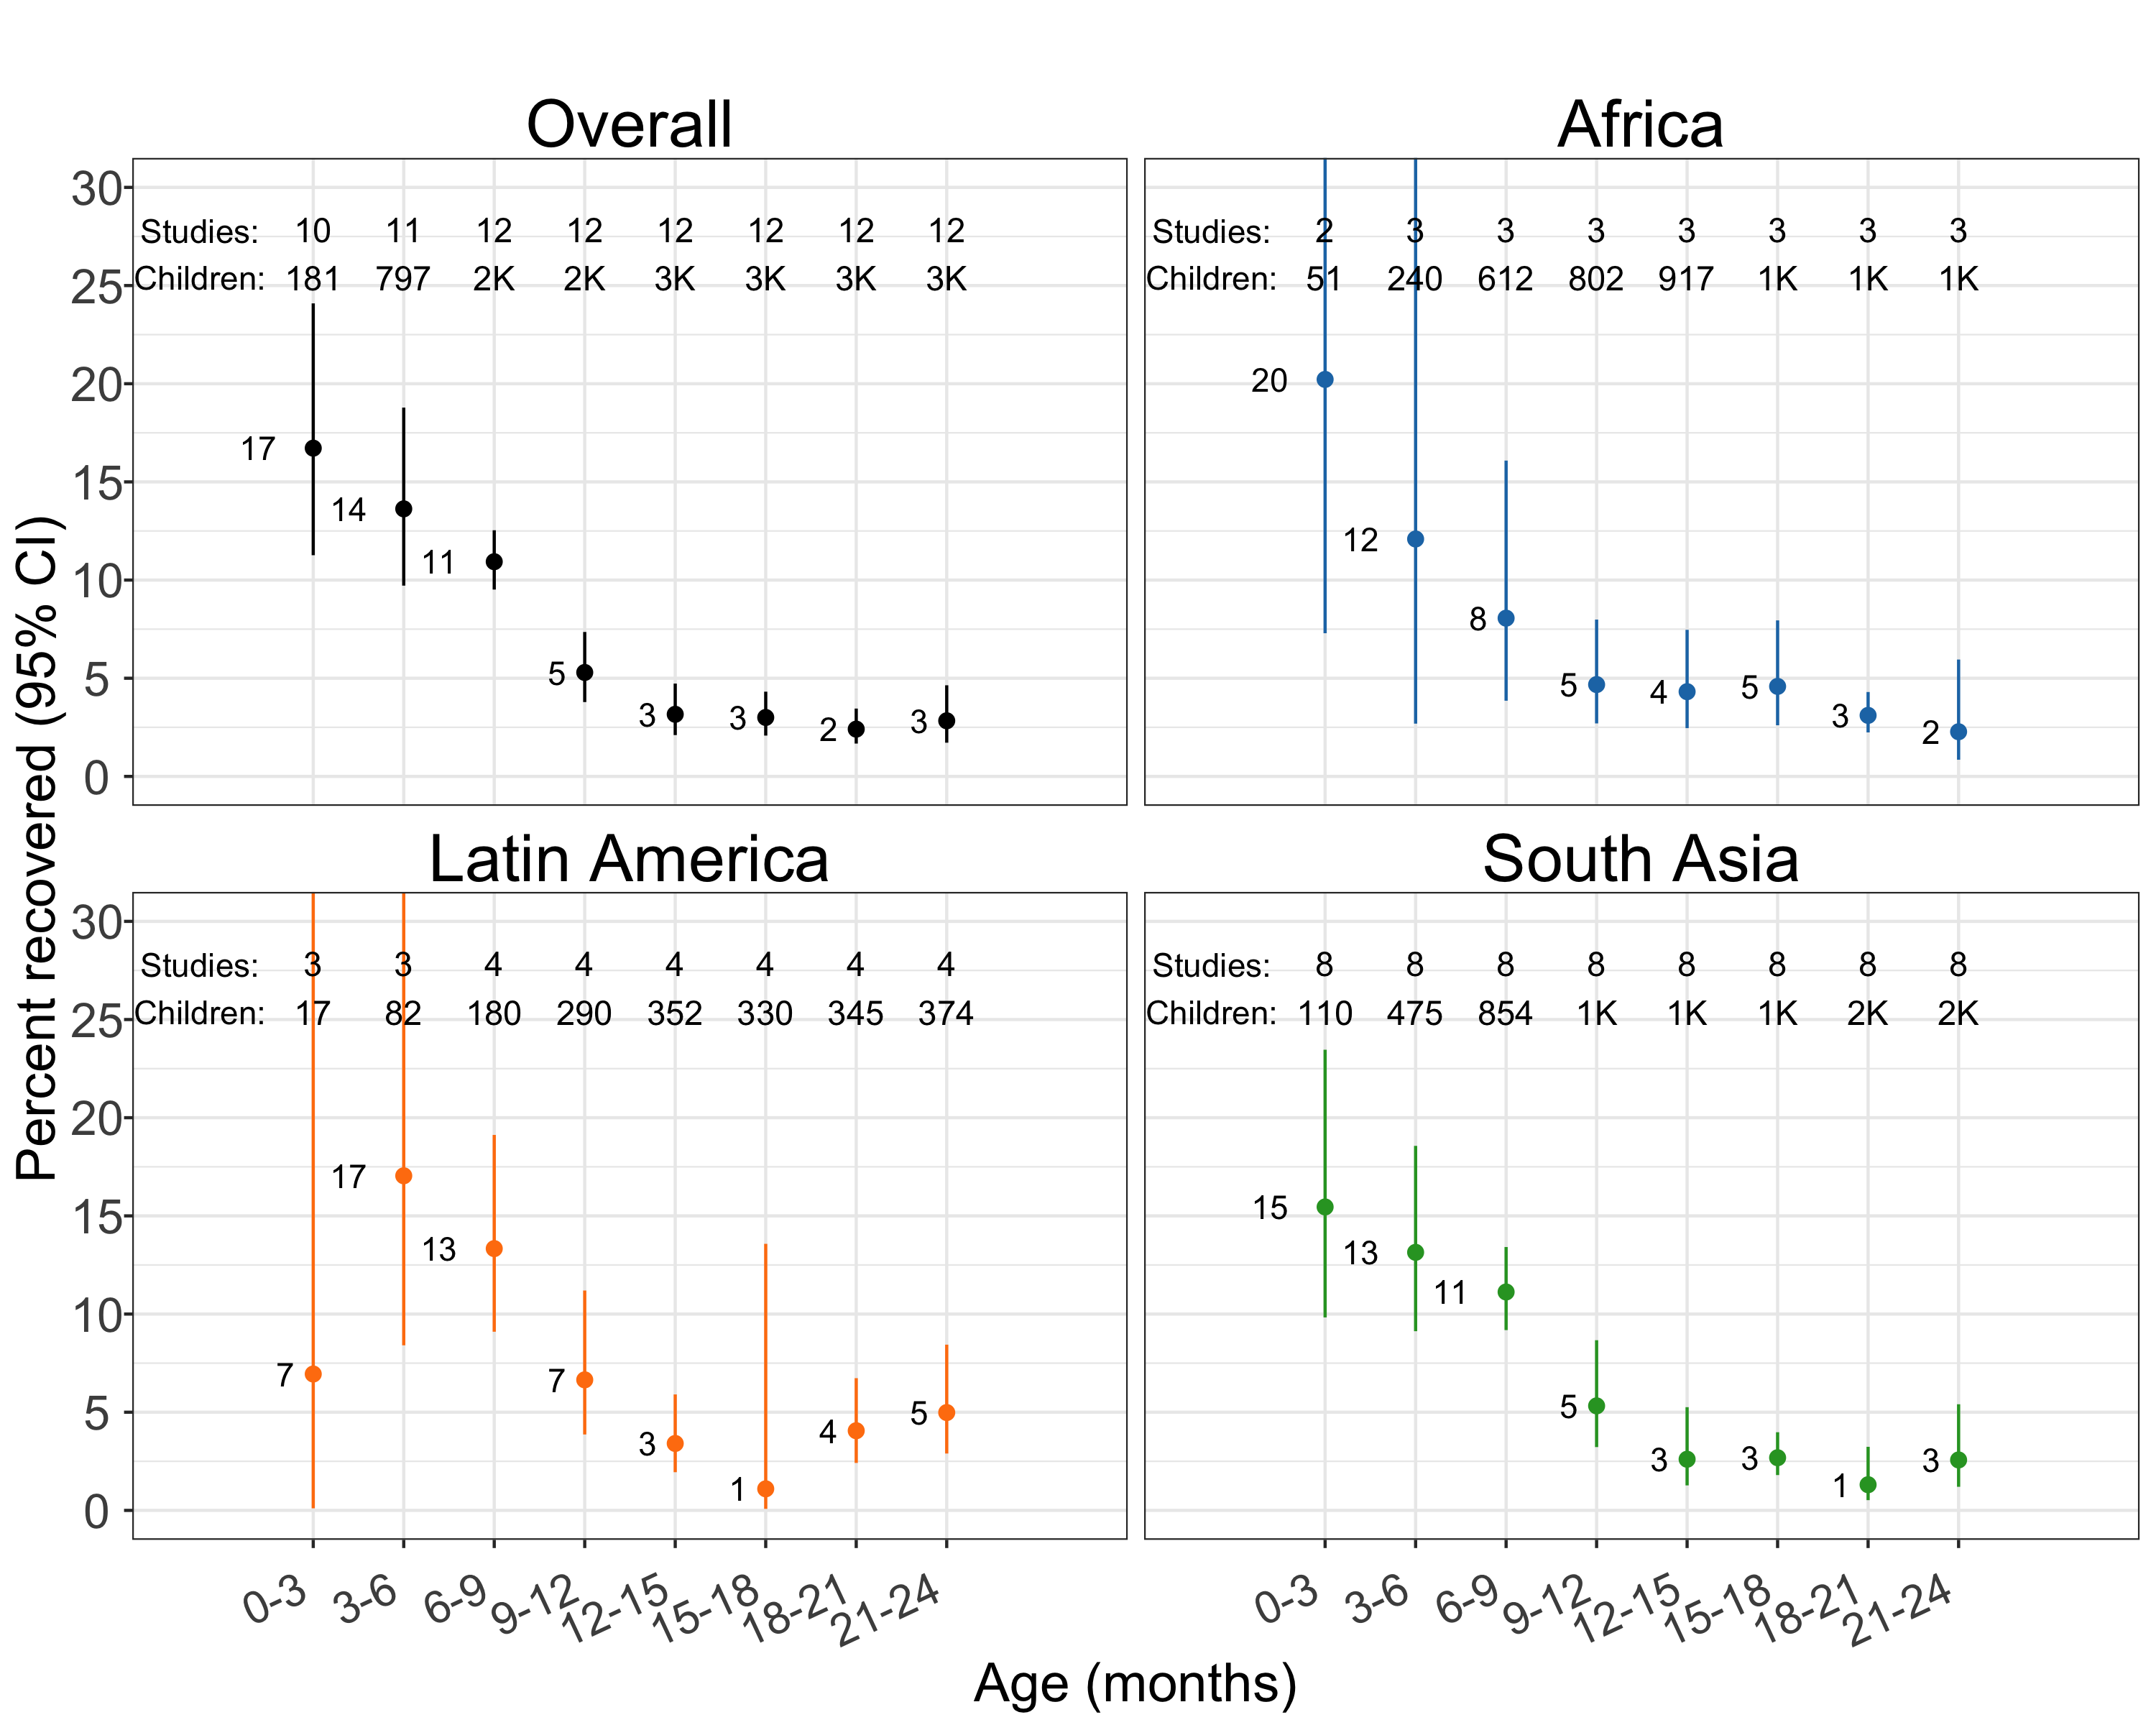 Overall
30
Studies: 10 11 12 12 12 12 12 12
Children: 181 797 2K 2K 3K 3K 3K 3K
25
20
17
15
14
11
10
5
5
3
3
2
3
0
Africa
Studies: 2 3 3 3 3 3 3 3
Children: 51 240 612 802 917 1K 1K 1K
20
12
8
5
4
5
3
2
Percent recovered (95% CI)
Latin America
30
Studies: 3 3 4 4 4 4 4 4
Children: 17 82 180 290 352 330 345 374
25
20
17
15
13
10
7
7
5
3
1
4
5
0
South Asia
Studies: 8 8 8 8 8 8 8 8
Children: 110 475 854 1K 1K 1K 2K 2K
15
13
11
5
3
3
1
3
0-3 3-6 6-9 9-12 12-15 15-18 18-21 21-24
0-3 3-6 6-9 9-12 12-15 15-18 18-21 21-24
Age (months)